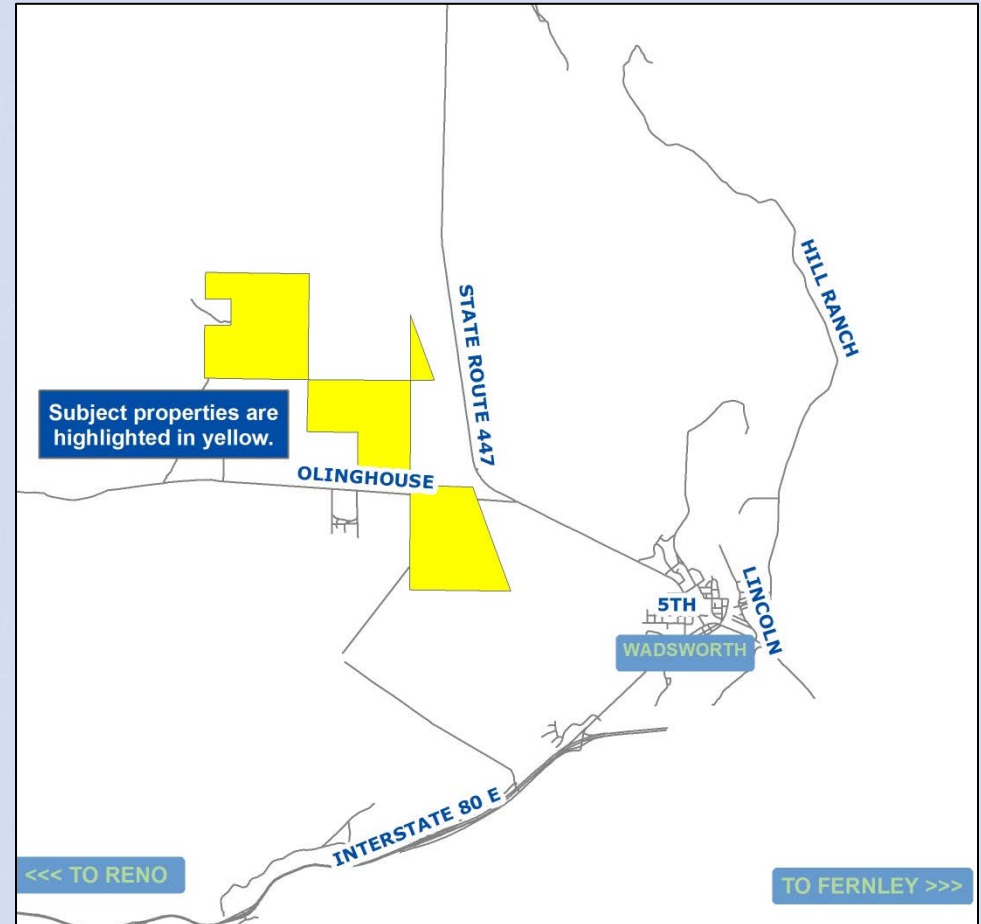 HILL RANCH
STATE ROUTE 447
Subject properties are
highlighted in yellow.
OLINGHOUSE
LINCOLN
5TH
WADSWORTH
INTERSTATE 80 E
<<< TO RENO
TO FERNLEY >>>